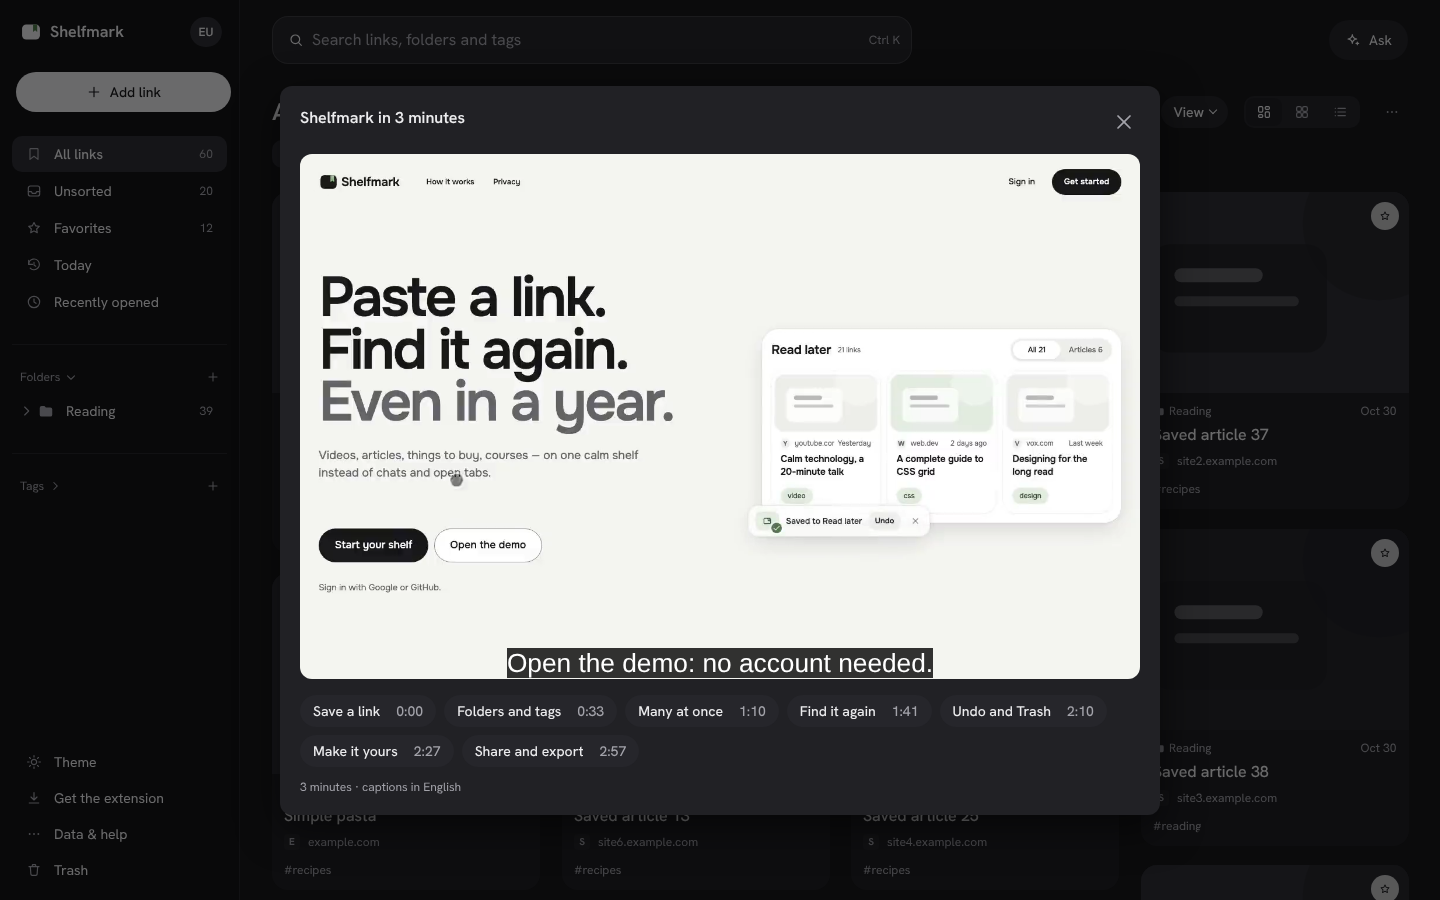 Shelfmark
EU
Search links, folders and tags
Ctrl K
Ask
Add link
All links 60
Unsorted 20
Favorites 12
Today
Recently opened
Folders
Reading 39
Tags
Theme
Get the extension
Data & help
Trash
View
Shelfmark in 3 minutes
Shelfmark
How it works
Privacy
Sign in
Get started
Paste a link.
Find it again.
Even in a year.
Videos, articles, things to buy, courses — on one calm shelf
instead of chats and open tabs.
Start your shelf
Open the demo
Sign in with Google or GitHub.
Read later 21 links
All 21
Articles 6
Y youtube.cor Yesterday
Calm technology, a
20-minute talk
video
W web.dev 2 days ago
A complete guide to
CSS grid
css
V vox.com Last week
Designing for the
long read
design
Saved to Read later
Undo
Open the demo: no account needed.
Save a link 0:00
Folders and tags 0:33
Many at once 1:10
Find it again 1:41
Undo and Trash 2:10
Make it yours 2:27
Share and export 2:57
3 minutes · captions in English
Reading Oct 30
Saved article 37
site2.example.com
recipes
Reading Oct 30
Saved article 38
site3.example.com
#reading
Simple pasta
E example.com
#recipes
Saved article 13
S site6.example.com
#recipes
Saved article 25
S site4.example.com
#recipes